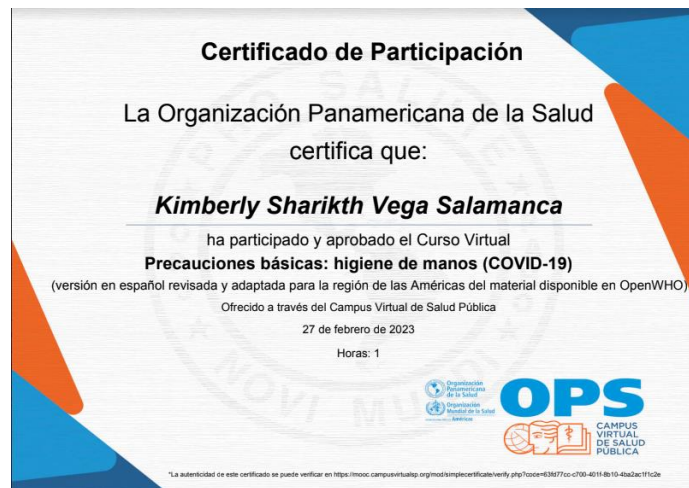 Certificado de Participación
La Organización Panamericana de la Salud
certifica que:
Kimberly Sharikth Vega Salamanca
ha participado y aprobado el Curso Virtual
Precauciones básicas: higiene de manos (COVID-19)
(versión en español revisada y adaptada para la región de las Américas del material disponible en OpenWHO)
Ofrecido a través del Campus Virtual de Salud Pública
27 de febrero de 2023
Horas: 1
PRO SALUTE
NOVI MUNDI
Organización
Panamericana
de la Salud
Organización
Mundial de la Salud
Américas
OPS
CAMPUS
VIRTUAL
DE SALUD
PÚBLICA
*La autenticidad de este certificado se puede verificar en https://mooc.campusvirtualsp.org/mod/simplecertificate/verify.php?code=63fd77cc-c700-401f-8b10-4ba2ac1f1c2e